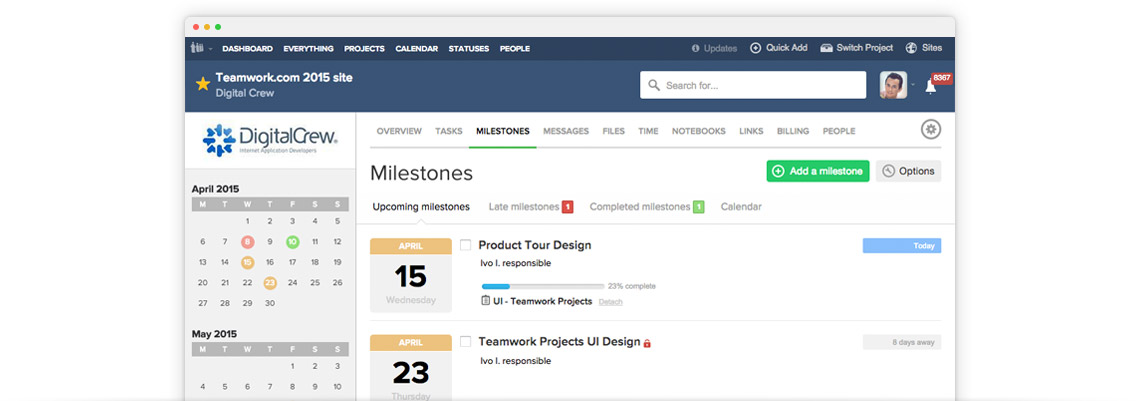 DASHBOARD EVERYTHING PROJECTS CALENDAR STATUSES PEOPLE Updates Quick Add Switch Project Sites
Teamwork.com 2015 site
Digital Crew
Search for...
8367
DigitalCrew®
Internet Application Developers
OVERVIEW TASKS MILESTONES MESSAGES FILES TIME NOTEBOOKS LINKS BILLING PEOPLE
Milestones
Add a milestone
Options
Upcoming milestones Late milestones 1 Completed milestones 1 Calendar
April 2015
M T W T F S S
1 2 3 4 5
6 7 8 9 10 11 12
13 14 15 16 17 18 19
20 21 22 23 24 25 26
27 28 29 30
May 2015
M T W T F S S
1 2 3
4 5 6 7 8 9 10
APRIL
15
Wednesday
Product Tour Design
Ivo I. responsible
23% complete
UI - Teamwork Projects Detach
Today
APRIL
23
Thursday
Teamwork Projects UI Design
Ivo I. responsible
8 days away